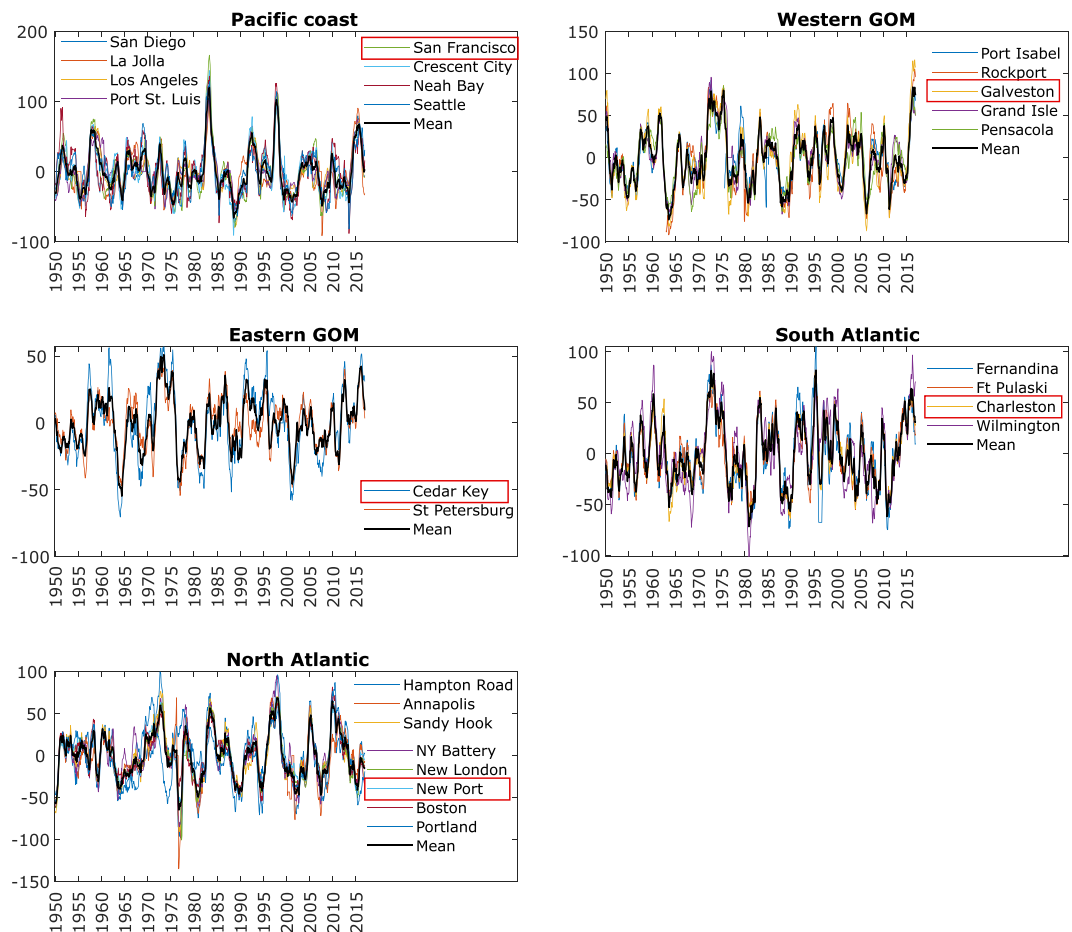 Pacific coast
200
100
0
-100
San Diego
La Jolla
Los Angeles
Port St. Luis
San Francisco
Crescent City
Neah Bay
Seattle
Mean
1950
1955
1960
1965
1970
1975
1980
1985
1990
1995
2000
2005
2010
2015
Western GOM
150
100
50
0
-50
-100
Port Isabel
Rockport
Galveston
Grand Isle
Pensacola
Mean
1950
1955
1960
1965
1970
1975
1980
1985
1990
1995
2000
2005
2010
2015
Eastern GOM
50
0
-50
-100
Cedar Key
St Petersburg
Mean
1950
1955
1960
1965
1970
1975
1980
1985
1990
1995
2000
2005
2010
2015
South Atlantic
100
50
0
-50
-100
Fernandina
Ft Pulaski
Charleston
Wilmington
Mean
1950
1955
1960
1965
1970
1975
1980
1985
1990
1995
2000
2005
2010
2015
North Atlantic
100
50
0
-50
-100
-150
Hampton Road
Annapolis
Sandy Hook
NY Battery
New London
New Port
Boston
Portland
Mean
1950
1955
1960
1965
1970
1975
1980
1985
1990
1995
2000
2005
2010
2015